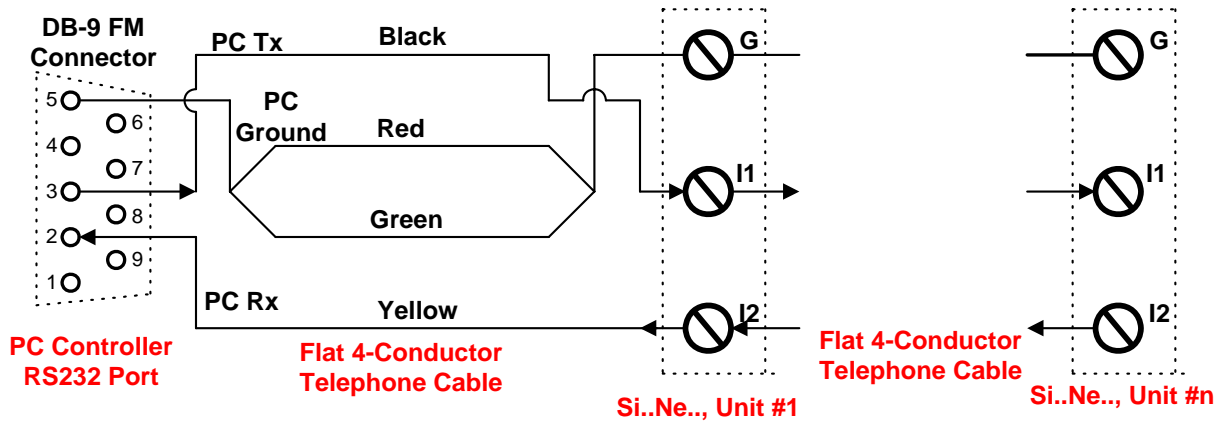 DB-9 FM
Connector
5
4
3
2
1
6
7
8
9
PC Tx
Black
PC
Ground
Red
Green
PC Rx
Yellow
PC Controller
RS232 Port
Flat 4-Conductor
Telephone Cable
G
I1
I2
Si..Ne.., Unit #1
Flat 4-Conductor
Telephone Cable
G
I1
I2
Si..Ne.., Unit #n